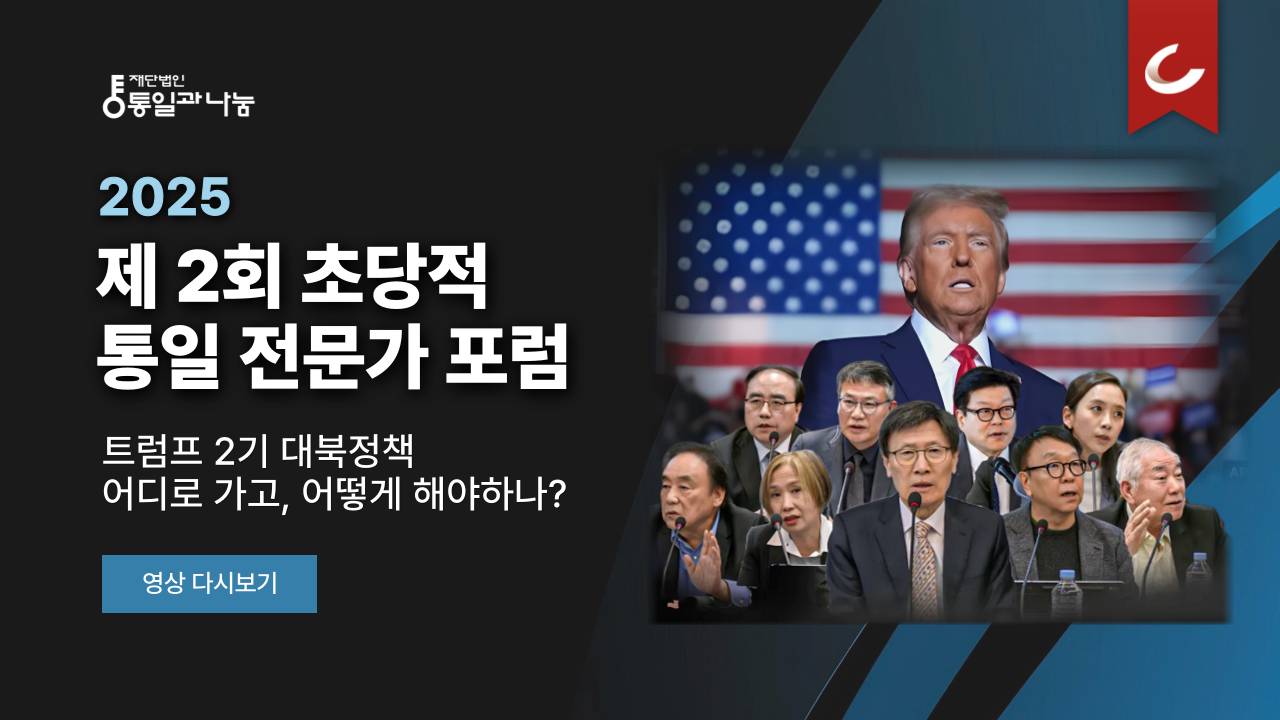 재단법인
통일과나눔
2025
제 2회 초당적
통일 전문가 포럼
트럼프 2기 대북정책
어디로 가고, 어떻게 해야하나?
영상 다시보기